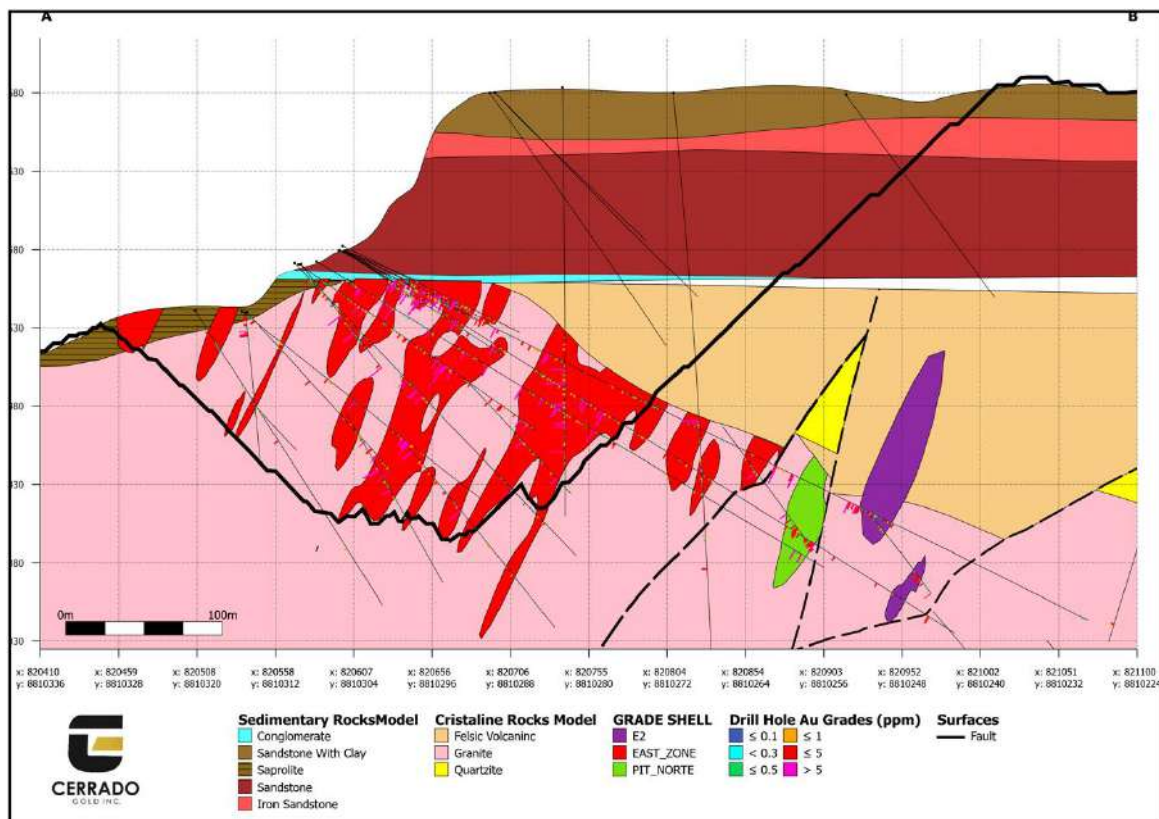 A B
680
630
580
530
480
430
380
330
0m 100m
x: 820410 x: 820459 x: 820508 x: 820558 x: 820607 x: 820656 x: 820706 x: 820755 x: 820804 x: 820854 x: 820903 x: 820952 x: 821002 x: 821051 x: 821100
y: 8810336 y: 8810328 y: 8810320 y: 8810312 y: 8810304 y: 8810296 y: 8810288 y: 8810280 y: 8810272 y: 8810264 y: 8810256 y: 8810248 y: 8810240 y: 8810232 y: 8810224
Sedimentary RocksModel Cristaline Rocks Model GRADE SHELL Drill Hole Au Grades (ppm) Surfaces
Conglomerate Felsic Volcaninc E2 ≤ 0.1 ≤ 1 Fault
Sandstone With Clay Granite EAST_ZONE < 0.3 ≤ 5
Saprolite Quartzite PIT_NORTE ≤ 0.5 > 5
Sandstone
Iron Sandstone
CERRADO
GOLD INC.